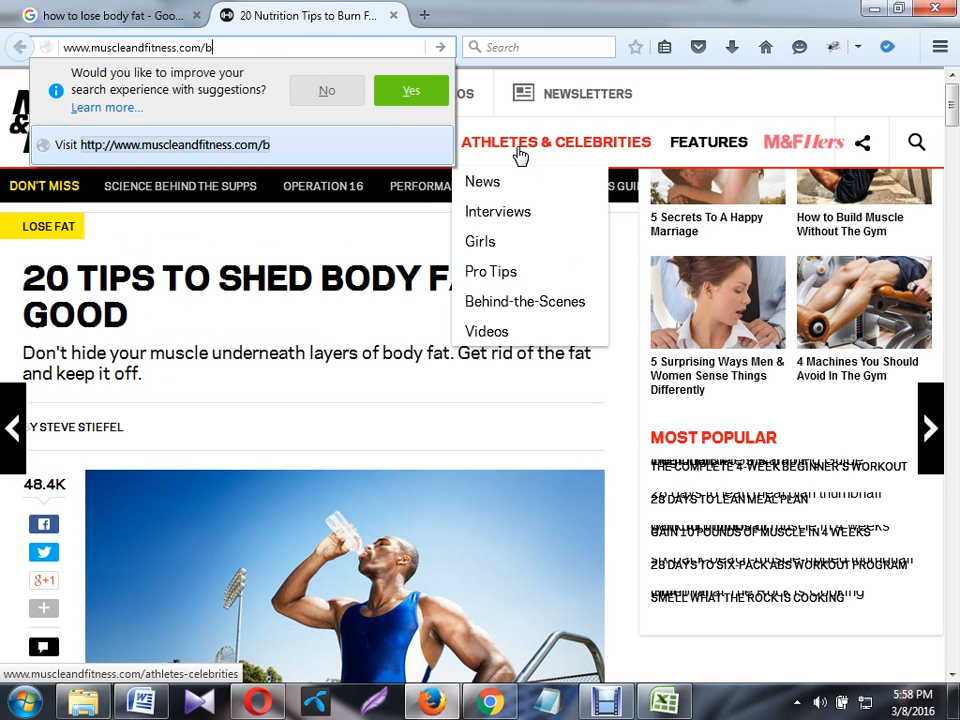 how to lose body fat - Goo...
20 Nutrition Tips to Burn F...
www.muscleandfitness.com/b
Search
Would you like to improve your
search experience with suggestions?
Learn more...
No
Yes
Visit http://www.muscleandfitness.com/b
OS
NEWSLETTERS
ATHLETES & CELEBRITIES
FEATURES
M&F Hers
DON'T MISS
SCIENCE BEHIND THE SUPPS
OPERATION 16
PERFORMA
S GUI
News
Interviews
Girls
Pro Tips
Behind-the-Scenes
Videos
LOSE FAT
20 TIPS TO SHED BODY FA
GOOD
Don't hide your muscle underneath layers of body fat. Get rid of the fat
and keep it off.
Y STEVE STIEFEL
48.4K
g+1
5 Secrets To A Happy
Marriage
How to Build Muscle
Without The Gym
5 Surprising Ways Men &
Women Sense Things
Differently
4 Machines You Should
Avoid In The Gym
MOST POPULAR
THE COMPLETE 4-WEEK BEGINNER'S WORKOUT
28 DAYS TO LEAN MEAL PLAN
GAIN 10 POUNDS OF MUSCLE IN 4 WEEKS
28 DAYS TO SIX-PACK ABS WORKOUT PROGRAM
SMELL WHAT THE ROCK IS COOKING
www.muscleandfitness.com/athletes-celebrities
5:58 PM
3/8/2016